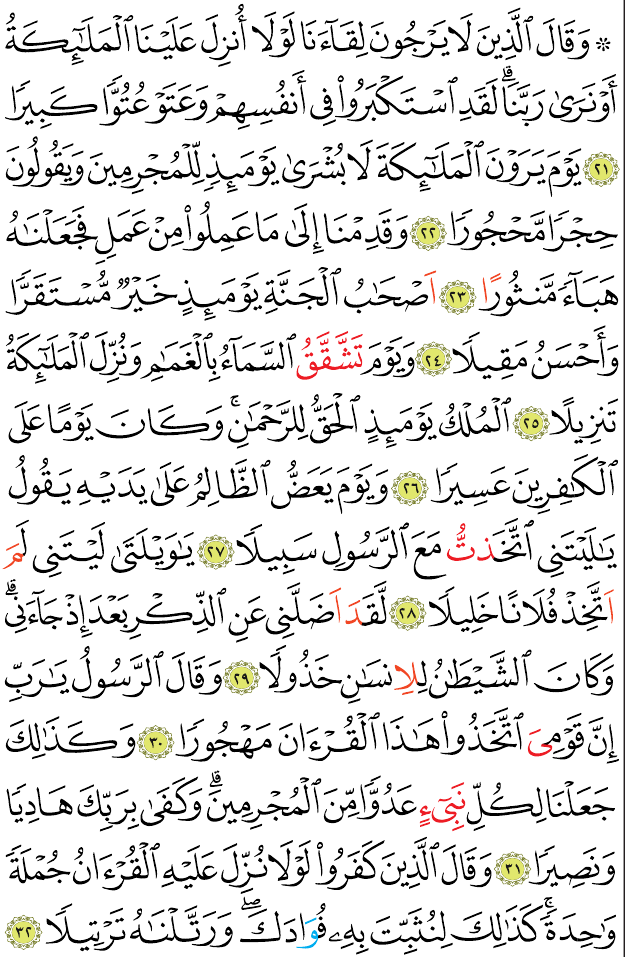 ۞ وَقَالَ ٱلَّذِينَ لَا يَرْجُونَ لِقَآءَنَا لَوْلَآ أُنزِلَ عَلَيْنَا ٱلْمَلَٰٓئِكَةُ
أَوْ نَرَىٰ رَبَّنَا ۗ لَقَدِ ٱسْتَكْبَرُوا۟ فِىٓ أَنفُسِهِمْ وَعَتَوْ عُتُوًّا كَبِيرًا
٢١ يَوْمَ يَرَوْنَ ٱلْمَلَٰٓئِكَةَ لَا بُشْرَىٰ يَوْمَئِذٍ لِّلْمُجْرِمِينَ وَيَقُولُونَ
حِجْرًا مَّحْجُورًا ٢٢ وَقَدِمْنَآ إِلَىٰ مَا عَمِلُوا۟ مِنْ عَمَلٍ فَجَعَلْنَٰهُ
هَبَآءً مَّنثُورًا ٢٣ اَصْحَٰبُ ٱلْجَنَّةِ يَوْمَئِذٍ خَيْرٌ مُّسْتَقَرًّا
وَأَحْسَنُ مَقِيلًا ٢٤ وَيَوْمَ تَشَّقَّقُ ٱلسَّمَآءُ بِٱلْغَمَٰمِ وَنُزِّلَ ٱلْمَلَٰٓئِكَةُ
تَنزِيلًا ٢٥ ٱلْمُلْكُ يَوْمَئِذٍ ٱلْحَقُّ لِلرَّحْمَٰنِ ۚ وَكَانَ يَوْمًا عَلَى
ٱلْكَٰفِرِينَ عَسِيرًا ٢٦ وَيَوْمَ يَعَضُّ ٱلظَّالِمُ عَلَىٰ يَدَيْهِ يَقُولُ
يَٰلَيْتَنِى ٱتَّخَذتُّ مَعَ ٱلرَّسُولِ سَبِيلًا ٢٧ يَٰوَيْلَتَىٰ لَيْتَنِى لَمَ
اَتَّخِذْ فُلَانًا خَلِيلًا ٢٨ لَّقَدَ اَضَلَّنِى عَنِ ٱلذِّكْرِ بَعْدَ إِذْ جَآءَنِى ۗ
وَكَانَ ٱلشَّيْطَٰنُ لِلِانسَٰنِ خَذُولًا ٢٩ وَقَالَ ٱلرَّسُولُ يَٰرَبِّ
إِنَّ قَوْمِىَ ٱتَّخَذُوا۟ هَٰذَا ٱلْقُرْءَانَ مَهْجُورًا ٣٠ وَكَذَٰلِكَ
جَعَلْنَا لِكُلِّ نَبِىٓءٍ عَدُوًّا مِّنَ ٱلْمُجْرِمِينَ ۗ وَكَفَىٰ بِرَبِّكَ هَادِيًا
وَنَصِيرًا ٣١ وَقَالَ ٱلَّذِينَ كَفَرُوا۟ لَوْلَا نُزِّلَ عَلَيْهِ ٱلْقُرْءَانُ جُمْلَةً
وَٰحِدَةً ۚ كَذَٰلِكَ لِنُثَبِّتَ بِهِۦ فُوَادَكَ ۖ وَرَتَّلْنَٰهُ تَرْتِيلًا ٣٢